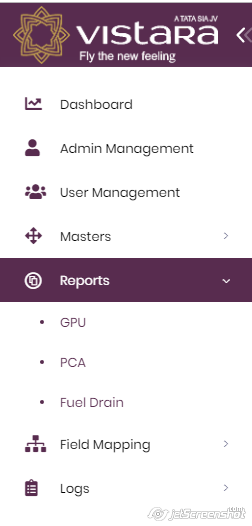 A TATA SIA JV
VISTARA
Fly the new feeling
Dashboard
Admin Management
User Management
Masters
Reports
GPU
PCA
Fuel Drain
Field Mapping
Logs